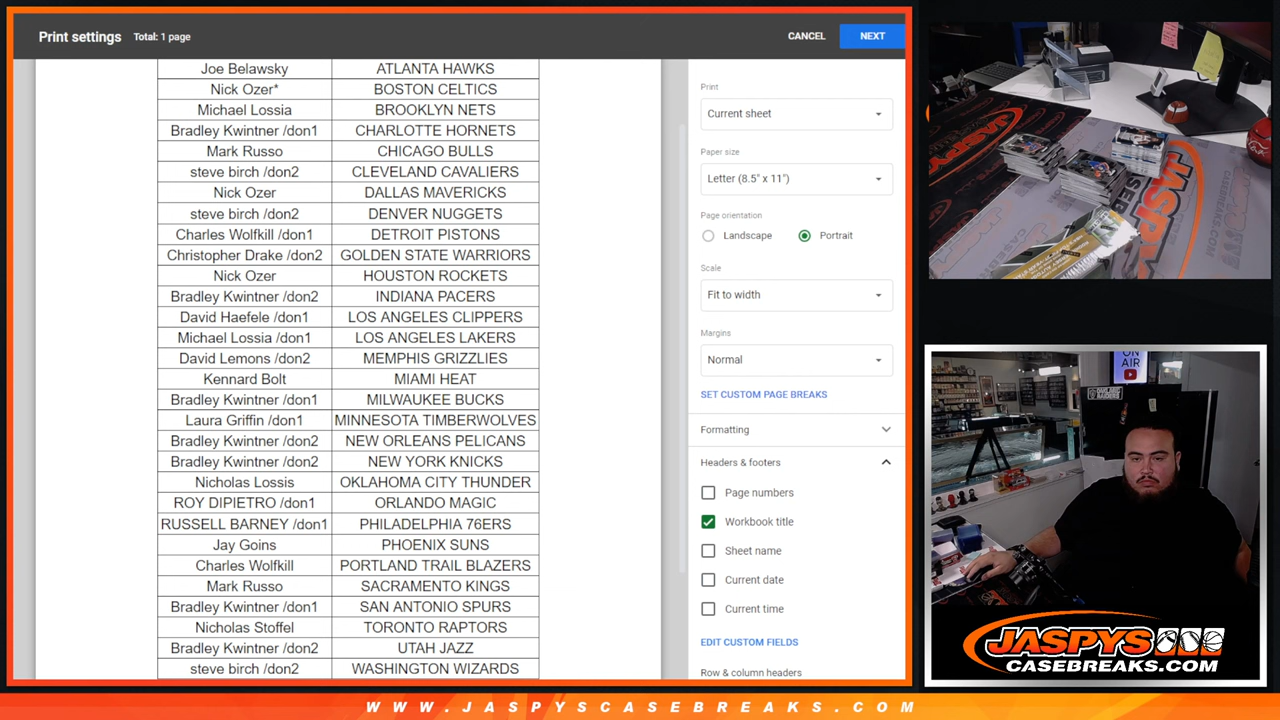 Print settings Total: 1 page CANCEL NEXT
Joe Belawsky ATLANTA HAWKS
Nick Ozer* BOSTON CELTICS
Michael Lossia BROOKLYN NETS
Bradley Kwintner /don1 CHARLOTTE HORNETS
Mark Russo CHICAGO BULLS
steve birch /don2 CLEVELAND CAVALIERS
Nick Ozer DALLAS MAVERICKS
steve birch /don2 DENVER NUGGETS
Charles Wolfkill /don1 DETROIT PISTONS
Christopher Drake /don2 GOLDEN STATE WARRIORS
Nick Ozer HOUSTON ROCKETS
Bradley Kwintner /don2 INDIANA PACERS
David Haefele /don1 LOS ANGELES CLIPPERS
Michael Lossia /don1 LOS ANGELES LAKERS
David Lemons /don2 MEMPHIS GRIZZLIES
Kennard Bolt MIAMI HEAT
Bradley Kwintner /don1 MILWAUKEE BUCKS
Laura Griffin /don1 MINNESOTA TIMBERWOLVES
Bradley Kwintner /don2 NEW ORLEANS PELICANS
Bradley Kwintner /don2 NEW YORK KNICKS
Nicholas Lossis OKLAHOMA CITY THUNDER
ROY DIPIETRO /don1 ORLANDO MAGIC
RUSSELL BARNEY /don1 PHILADELPHIA 76ERS
Jay Goins PHOENIX SUNS
Charles Wolfkill PORTLAND TRAIL BLAZERS
Mark Russo SACRAMENTO KINGS
Bradley Kwintner /don1 SAN ANTONIO SPURS
Nicholas Stoffel TORONTO RAPTORS
Bradley Kwintner /don2 UTAH JAZZ
steve birch /don2 WASHINGTON WIZARDS
Print
Current sheet
Paper size
Letter (8.5" x 11")
Page orientation
Landscape Portrait
Scale
Fit to width
Margins
Normal
SET CUSTOM PAGE BREAKS
Formatting
Headers & footers
Page numbers
Workbook title
Sheet name
Current date
Current time
EDIT CUSTOM FIELDS
Row & column headers
JASPYS
CASEBREAKS.COM
ON
AIR
JASPYS
CASEBREAKS.COM
WWW.JASPYSCASEBREAKS.COM